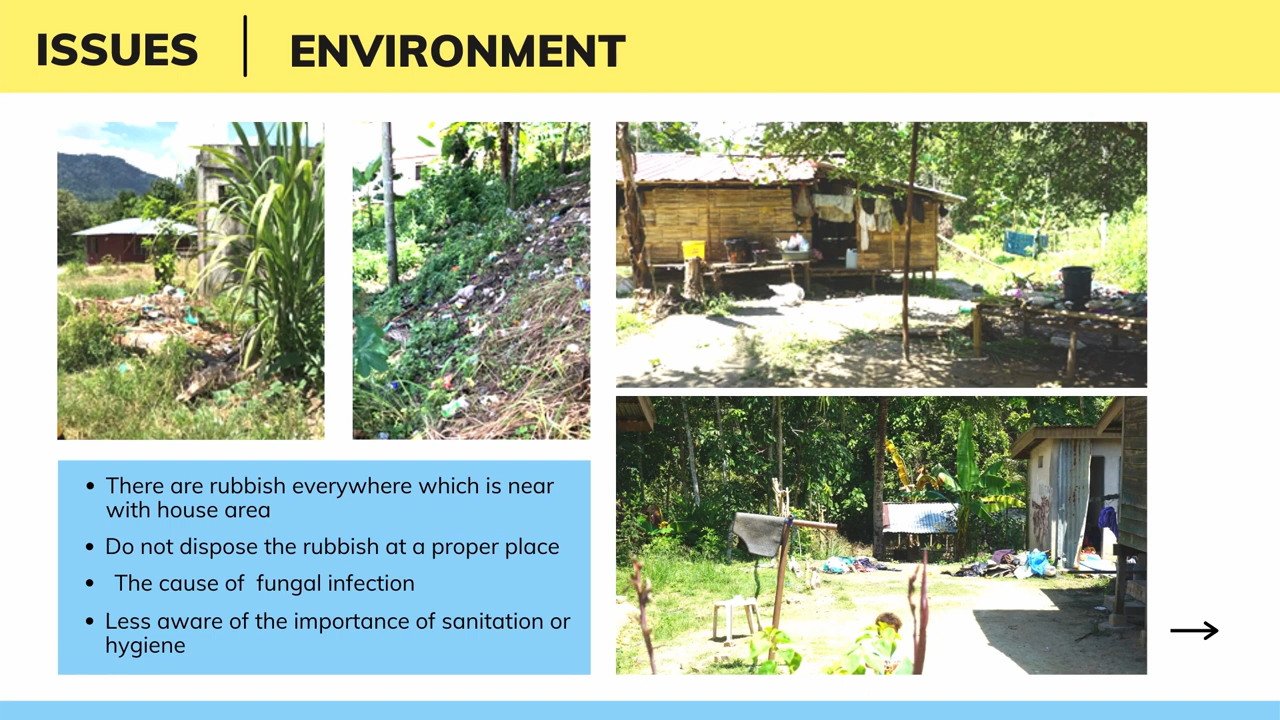 ISSUES | ENVIRONMENT
• There are rubbish everywhere which is near
with house area
• Do not dispose the rubbish at a proper place
• The cause of fungal infection
• Less aware of the importance of sanitation or
hygiene